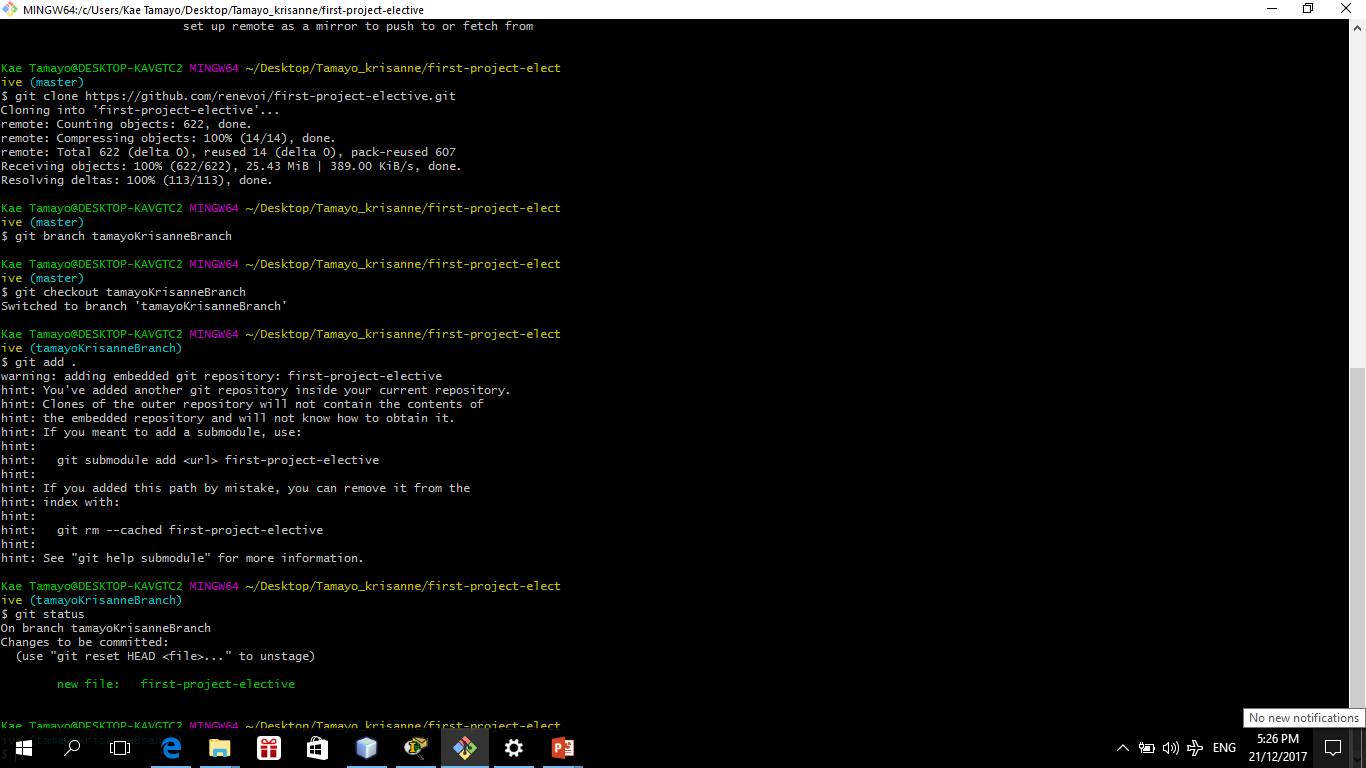 MINGW64:/c/Users/Kae Tamayo/Desktop/Tamayo_krisanne/first-project-elective
set up remote as a mirror to push to or fetch from
Kae Tamayo@DESKTOP-KAVGTC2 MINGW64 ~/Desktop/Tamayo_krisanne/first-project-elect
ive (master)
$ git clone https://github.com/renevoi/first-project-elective.git
Cloning into 'first-project-elective'...
remote: Counting objects: 622, done.
remote: Compressing objects: 100% (14/14), done.
remote: Total 622 (delta 0), reused 14 (delta 0), pack-reused 607
Receiving objects: 100% (622/622), 25.43 MiB | 389.00 KiB/s, done.
Resolving deltas: 100% (113/113), done.
Kae Tamayo@DESKTOP-KAVGTC2 MINGW64 ~/Desktop/Tamayo_krisanne/first-project-elect
ive (master)
$ git branch tamayoKrisanneBranch
Kae Tamayo@DESKTOP-KAVGTC2 MINGW64 ~/Desktop/Tamayo_krisanne/first-project-elect
ive (master)
$ git checkout tamayoKrisanneBranch
Switched to branch 'tamayoKrisanneBranch'
Kae Tamayo@DESKTOP-KAVGTC2 MINGW64 ~/Desktop/Tamayo_krisanne/first-project-elect
ive (tamayoKrisanneBranch)
$ git add .
warning: adding embedded git repository: first-project-elective
hint: You've added another git repository inside your current repository.
hint: Clones of the outer repository will not contain the contents of
hint: the embedded repository and will not know how to obtain it.
hint: If you meant to add a submodule, use:
hint:
hint:   git submodule add <url> first-project-elective
hint:
hint: If you added this path by mistake, you can remove it from the
hint: index with:
hint:
hint:   git rm --cached first-project-elective
hint:
hint: See "git help submodule" for more information.
Kae Tamayo@DESKTOP-KAVGTC2 MINGW64 ~/Desktop/Tamayo_krisanne/first-project-elect
ive (tamayoKrisanneBranch)
$ git status
On branch tamayoKrisanneBranch
Changes to be committed:
  (use "git reset HEAD <file>..." to unstage)
new file:   first-project-elective
Kae Tamayo@DESKTOP-KAVGTC2 MINGW64 ~/Desktop/Tamayo_krisanne/first-project-elect
No new notifications
ENG
5:26 PM
21/12/2017